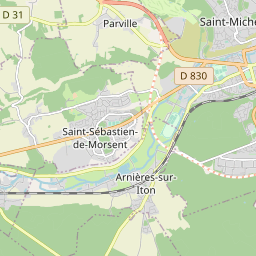 D 31
Parville
Saint-Miche
D 830
Saint-Sébastien-
de-Morsent
Arnières-sur-
Iton